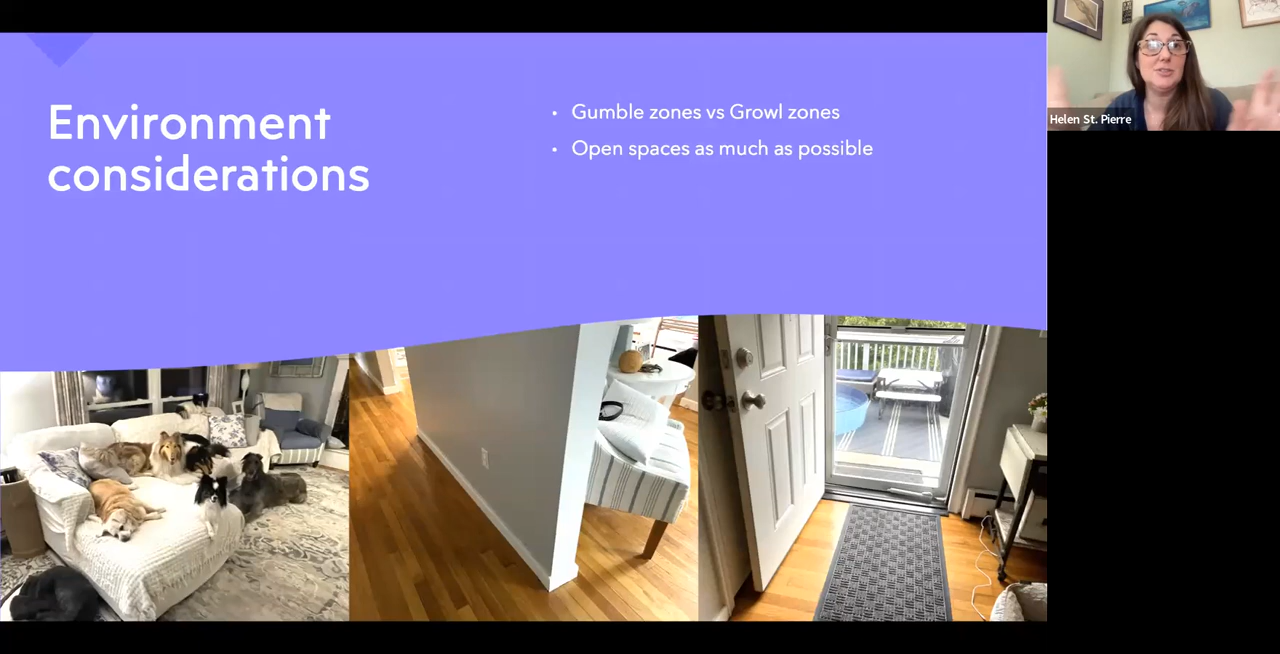 Environment
considerations
• Gumble zones vs Growl zones
• Open spaces as much as possible
Helen St. Pierre